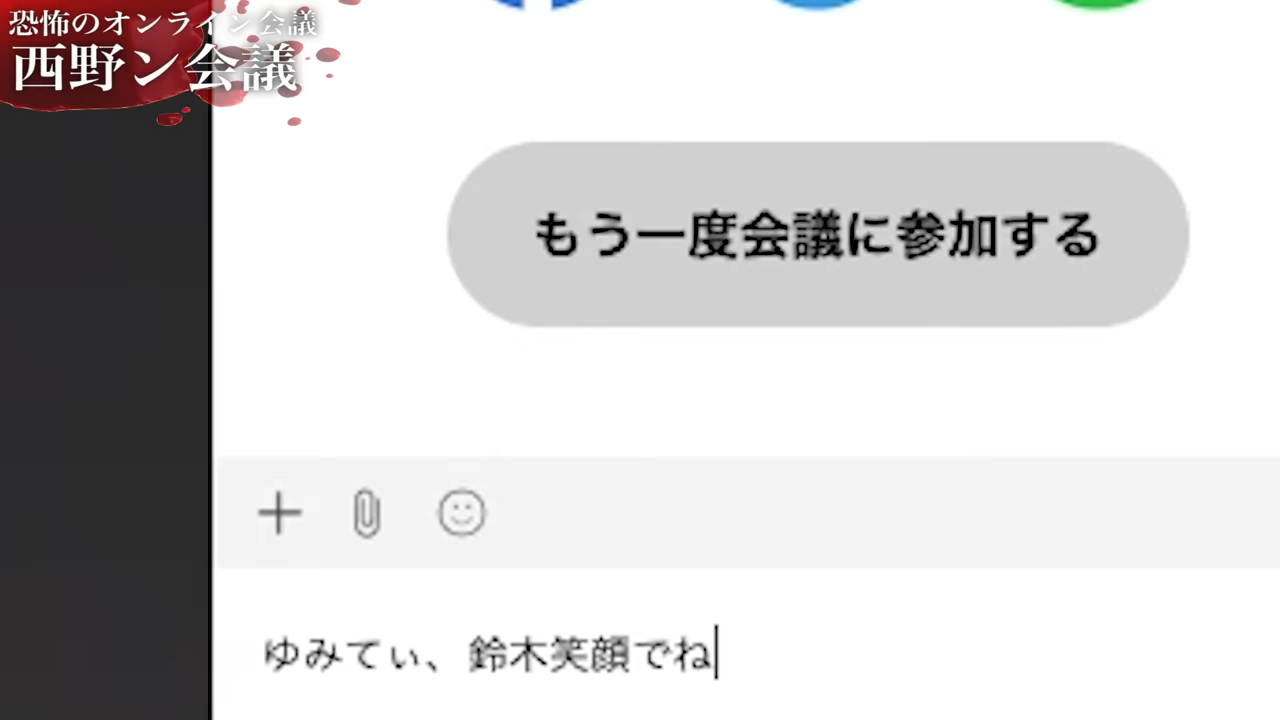 恐怖のオンライン会議
西野ン会議
もう一度会議に参加する
ゆみてぃ、鈴木笑顔でね